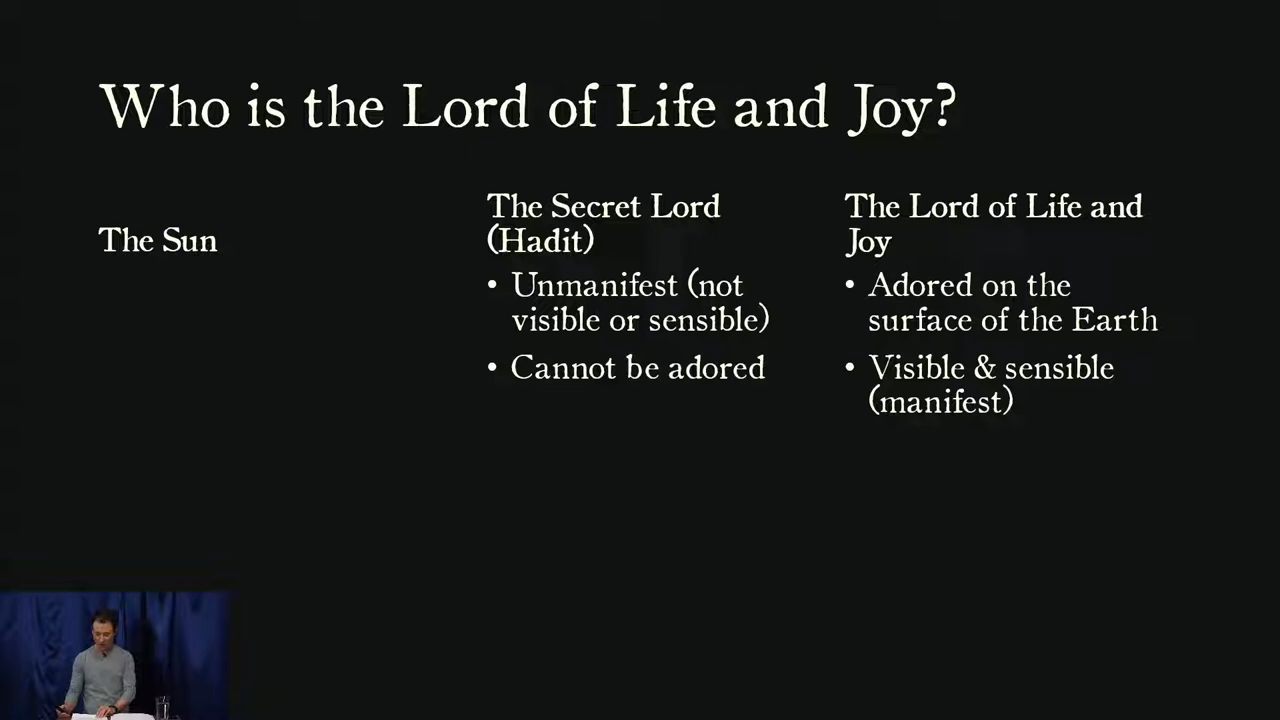 Who is the Lord of Life and Joy?
The Sun
The Secret Lord
(Hadit)
• Unmanifest (not
visible or sensible)
• Cannot be adored
The Lord of Life and
Joy
• Adored on the
surface of the Earth
• Visible & sensible
(manifest)